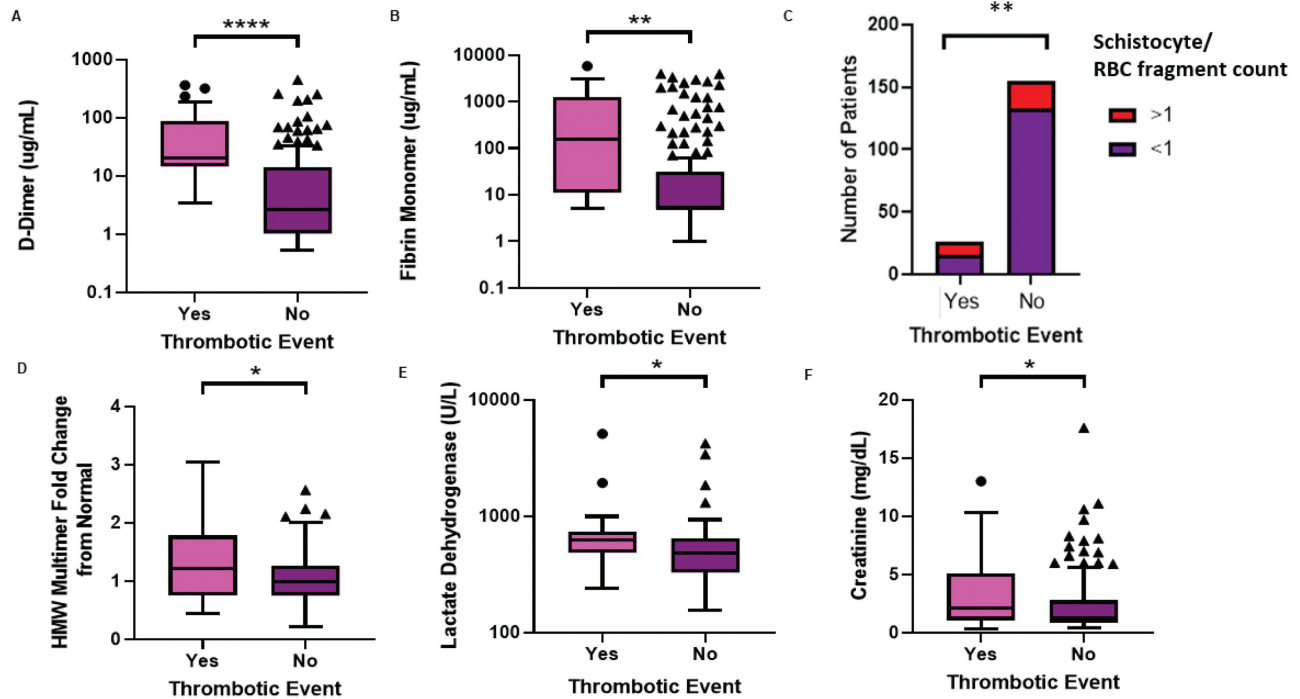 A
****
D-Dimer (ug/mL)
1000
100
10
1
0.1
Yes
No
Thrombotic Event
B
**
Fibrin Monomer (ug/mL)
10000
1000
100
10
1
0.1
Yes
No
Thrombotic Event
C
**
Number of Patients
200
150
100
50
0
Yes
No
Thrombotic Event
Schistocyte/
RBC fragment count
>1
<1
D
*
HMW Multimer Fold Change
from Normal
4
3
2
1
0
Yes
No
Thrombotic Event
E
*
Lactate Dehydrogenase (U/L)
10000
1000
100
Yes
No
Thrombotic Event
F
*
Creatinine (mg/dL)
20
15
10
5
0
Yes
No
Thrombotic Event